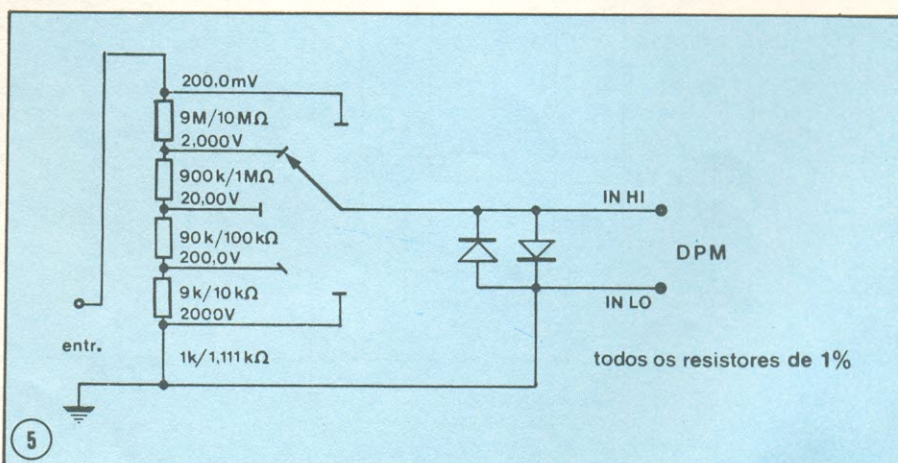 200,0mV
9M/10MΩ
2,000V
900k/1MΩ
20,00V
90k/100kΩ
200,0V
9k/10kΩ
2000V
1k/1,111kΩ
entr.
IN HI
DPM
IN LO
todos os resistores de 1%
5